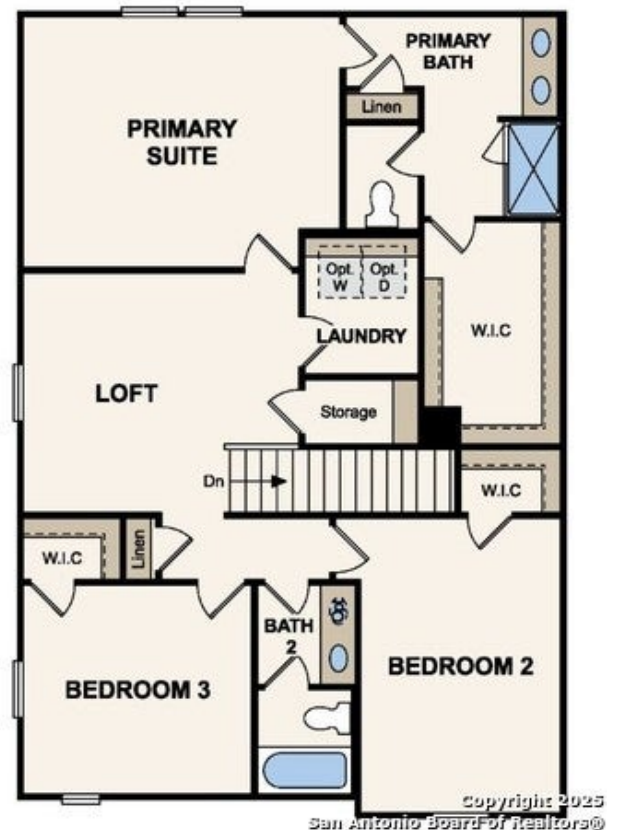 PRIMARY
BATH
Linen
PRIMARY
SUITE
Opt.
W
Opt.
D
LAUNDRY
W.I.C
LOFT
Storage
Dn
W.I.C
W.I.C
Linen
BATH
2
BEDROOM 2
BEDROOM 3
Copyright 2025
San Antonio Board of Realtors®